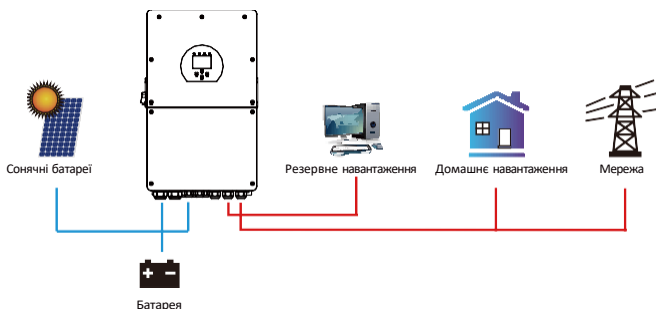 Сонячні батареї
Резервне навантаження
Домашнє навантаження
Мережа
Батарея